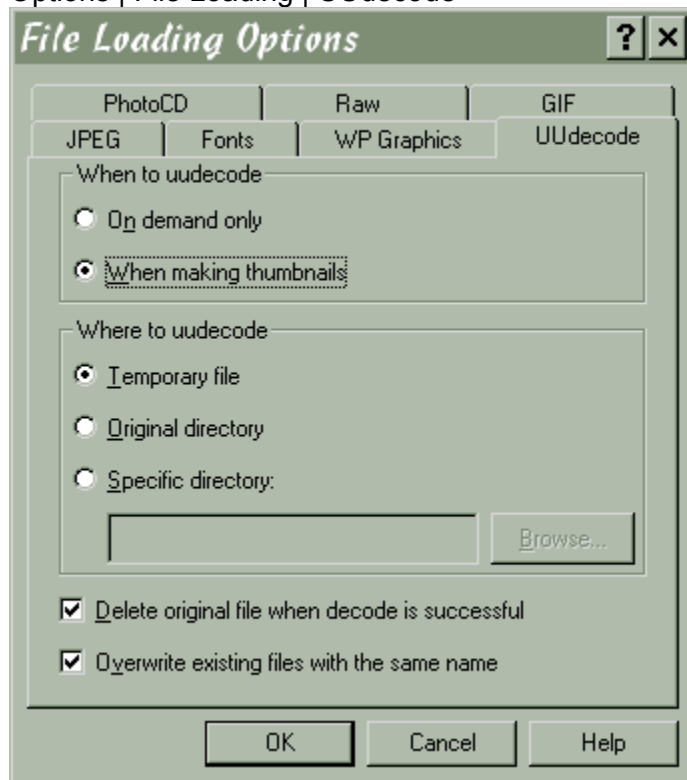 Options | File Loading | UUdecode
File Loading Options
PhotoCD Raw GIF
JPEG Fonts WP Graphics UUdecode
When to uudecode
On demand only
When making thumbnails
Where to uudecode
Temporary file
Original directory
Specific directory:
Browse...
Delete original file when decode is successful
Overwrite existing files with the same name
OK Cancel Help